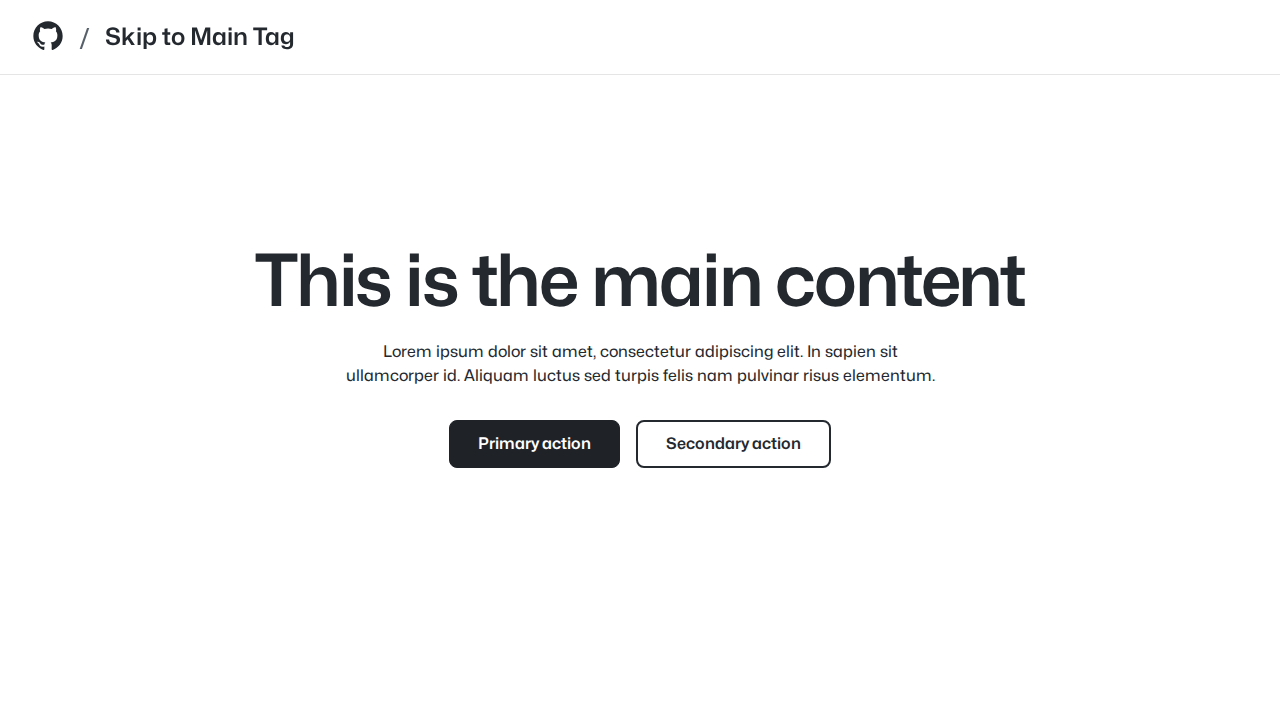 / Skip to Main Tag
This is the main content
Lorem ipsum dolor sit amet, consectetur adipiscing elit. In sapien sit
ullamcorper id. Aliquam luctus sed turpis felis nam pulvinar risus elementum.
Primary action Secondary action